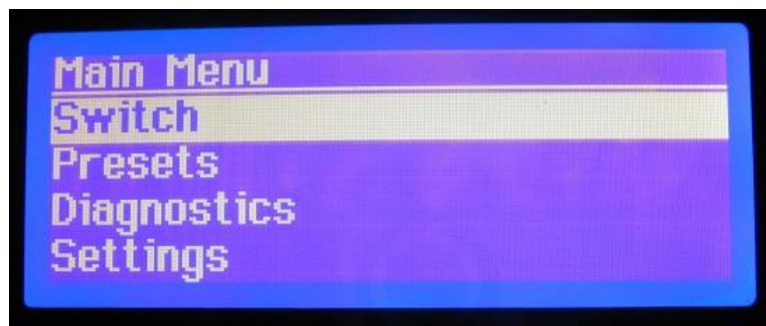 Main Menu
Switch
Presets
Diagnostics
Settings